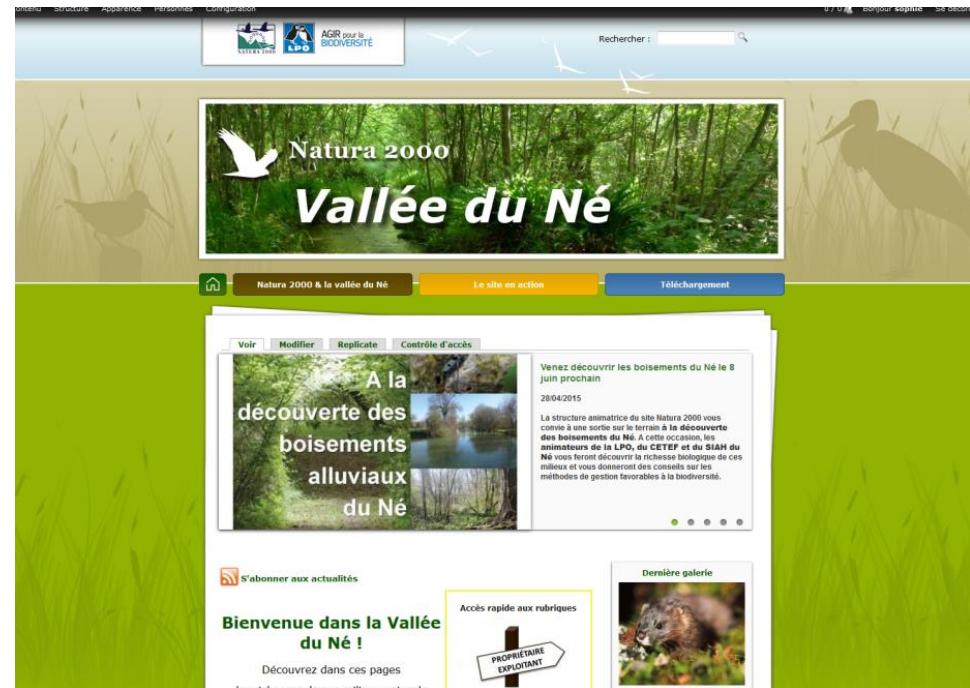 Structure Apparence Personnes Configuration
Bonjour sophie
NATURA 2000
LPO
AGIR pour la
BIODIVERSITÉ
Rechercher :
Natura 2000
Vallée du Né
Natura 2000 & la vallée du Né
Le site en action
Téléchargement
Voir Modifier Replicate Contrôle d'accès
A la
découverte des
boisements
alluviaux
du Né
Venez découvrir les boisements du Né le 8
juin prochain
28/04/2015
La structure animatrice du site Natura 2000 vous
convie à une sortie sur le terrain à la découverte
des boisements du Né. A cette occasion, les
animateurs de la LPO, du CETEF et du SIAH du
Né vous feront découvrir la richesse biologique de ces
milieux et vous donneront des conseils sur les
méthodes de gestion favorables à la biodiversité.
S'abonner aux actualités
Bienvenue dans la Vallée
du Né !
Découvrez dans ces pages
Accès rapide aux rubriques
PROPRIÉTAIRE
EXPLOITANT
Dernière galerie